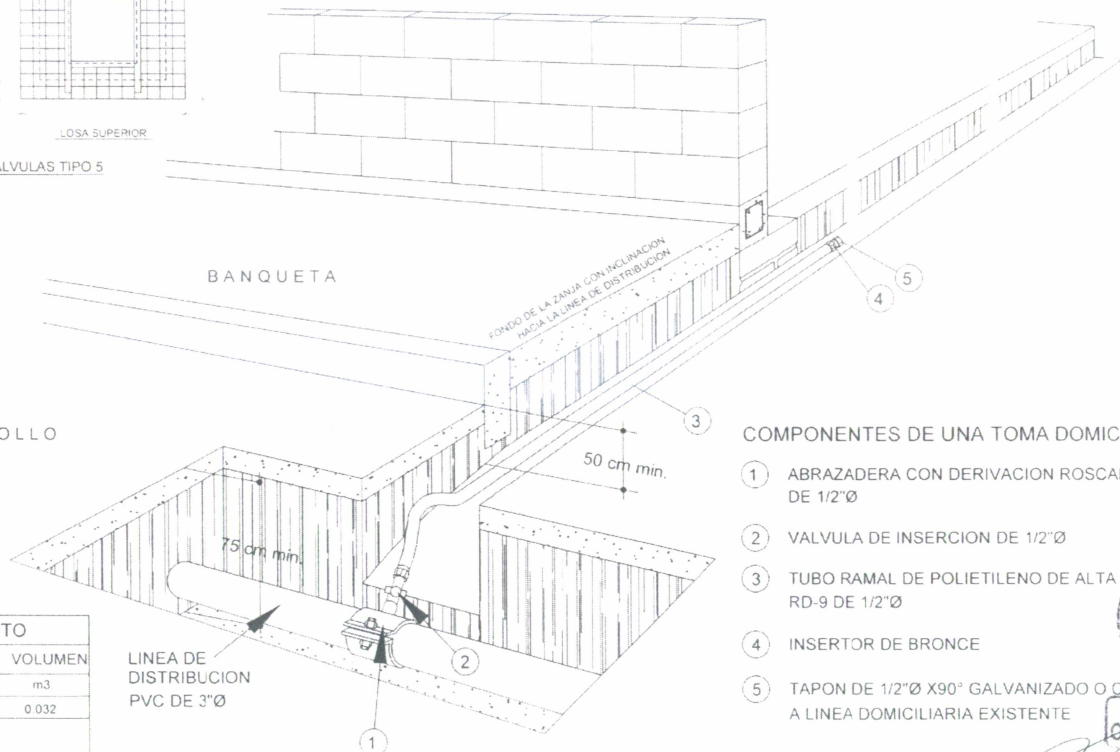 LOSA SUPERIOR
LVULAS TIPO 5
BANQUETA
FONDO DE LA ZANJA CON INCLINACION
HACIA LA LINEA DE DISTRIBUCION
OLLO
50 cm min.
75 cm min.
LINEA DE
DISTRIBUCION
PVC DE 3"Ø
TO
VOLUMEN
m3
0.032
1
2
3
4
5
COMPONENTES DE UNA TOMA DOMIC
1 ABRAZADERA CON DERIVACION ROSCA
DE 1/2"Ø
2 VALVULA DE INSERCION DE 1/2"Ø
3 TUBO RAMAL DE POLIETILENO DE ALTA
RD-9 DE 1/2"Ø
4 INSERTOR DE BRONCE
5 TAPON DE 1/2"Ø X90° GALVANIZADO O
A LINEA DOMICILIARIA EXISTENTE